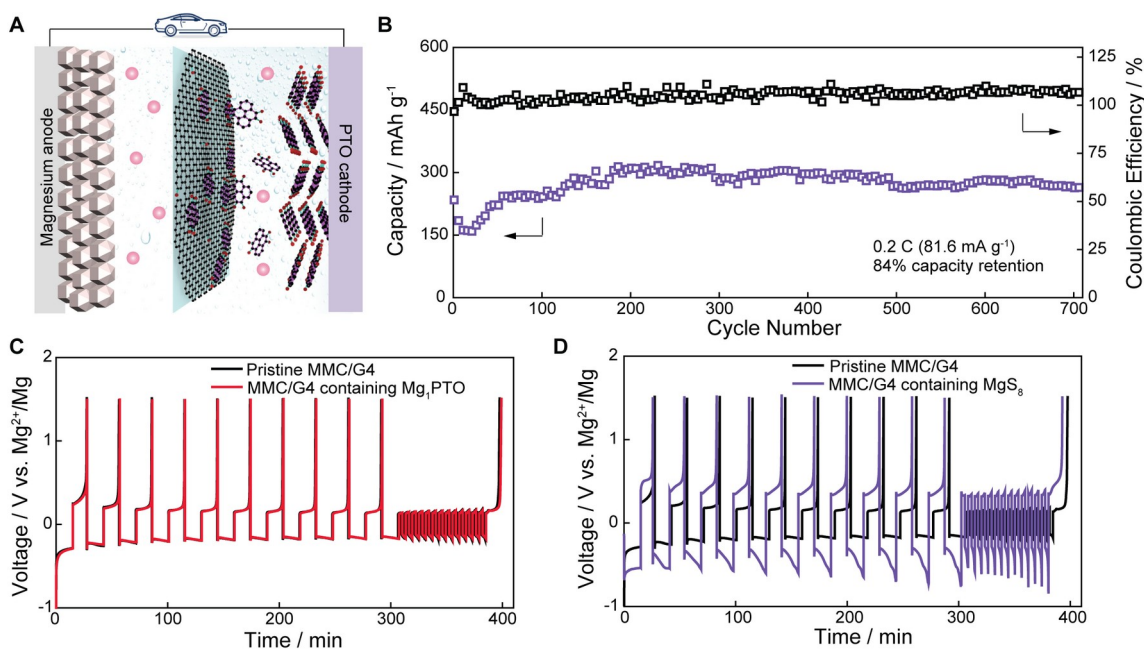 A
Magnesium anode
PTO cathode
B
600
450
300
150
0
Capacity / mAh g⁻¹
125
100
75
50
25
0
Coulombic Efficiency / %
0.2 C (81.6 mA g⁻¹)
84% capacity retention
0 100 200 300 400 500 600 700
Cycle Number
C
2
1
0
-1
Voltage / V vs. Mg²⁺/Mg
Pristine MMC/G4
MMC/G4 containing Mg₁PTO
0 100 200 300 400
Time / min
D
2
1
0
-1
Voltage / V vs. Mg²⁺/Mg
Pristine MMC/G4
MMC/G4 containing MgS₈
0 100 200 300 400
Time / min